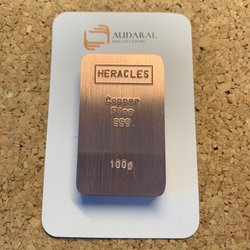 AUDARAL
HERACLES
Copper
Fine
999
100g